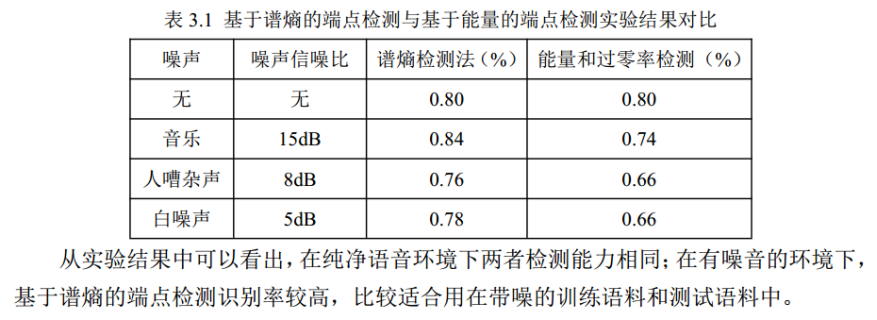 表 3.1 基于谱熵的端点检测与基于能量的端点检测实验结果对比
噪声 噪声信噪比 谱熵检测法（%） 能量和过零率检测（%）
无 无 0.80 0.80
音乐 15dB 0.84 0.74
人嘈杂声 8dB 0.76 0.66
白噪声 5dB 0.78 0.66
从实验结果中可以看出，在纯净语音环境下两者检测能力相同；在有噪音的环境下，
基于谱熵的端点检测识别率较高，比较适合用在带噪的训练语料和测试语料中。